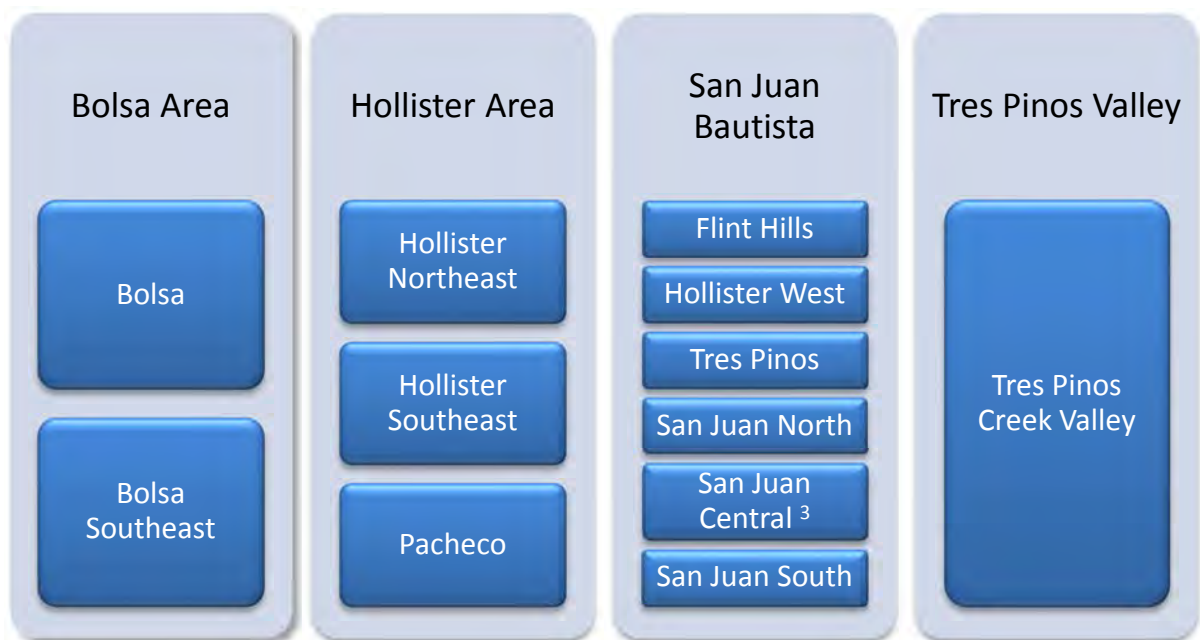 Bolsa Area
Bolsa
Bolsa
Southeast
Hollister Area
Hollister
Northeast
Hollister
Southeast
Pacheco
San Juan
Bautista
Flint Hills
Hollister West
Tres Pinos
San Juan North
San Juan
Central ³
San Juan South
Tres Pinos Valley
Tres Pinos
Creek Valley